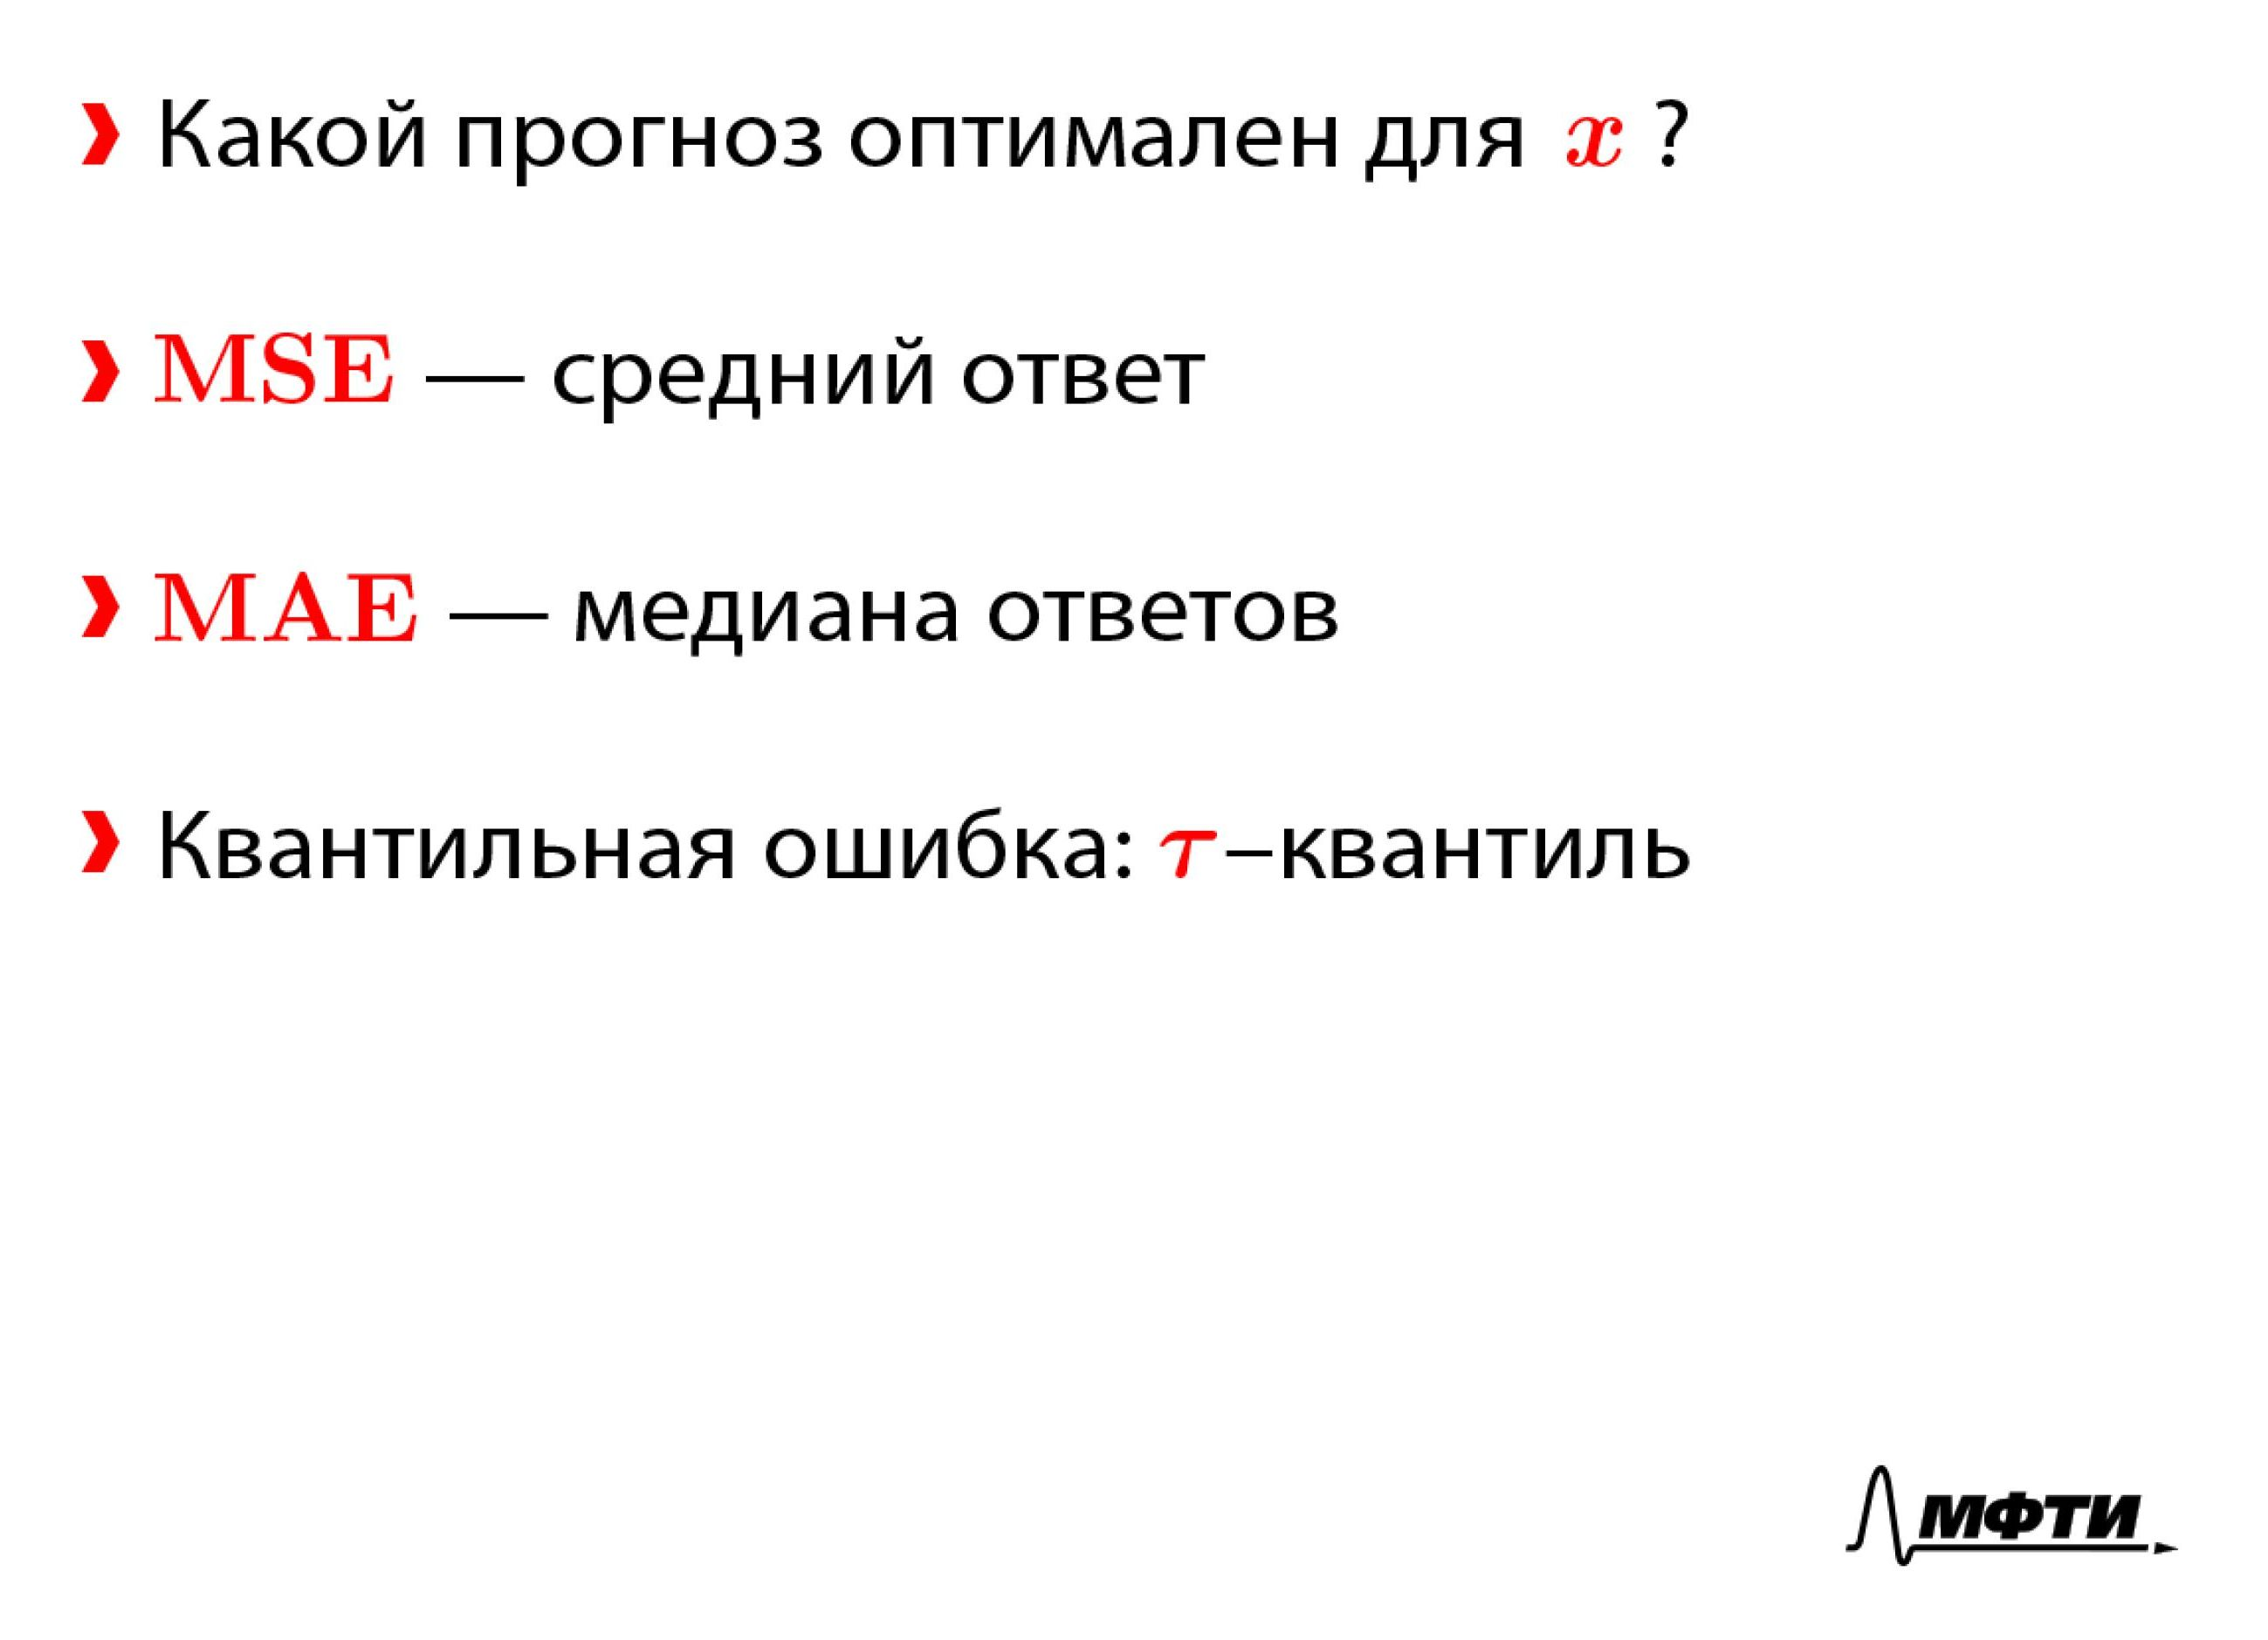 Какой прогноз оптимален для x ?
MSE — средний ответ
MAE — медиана ответов
Квантильная ошибка: τ–квантиль
МФТИ